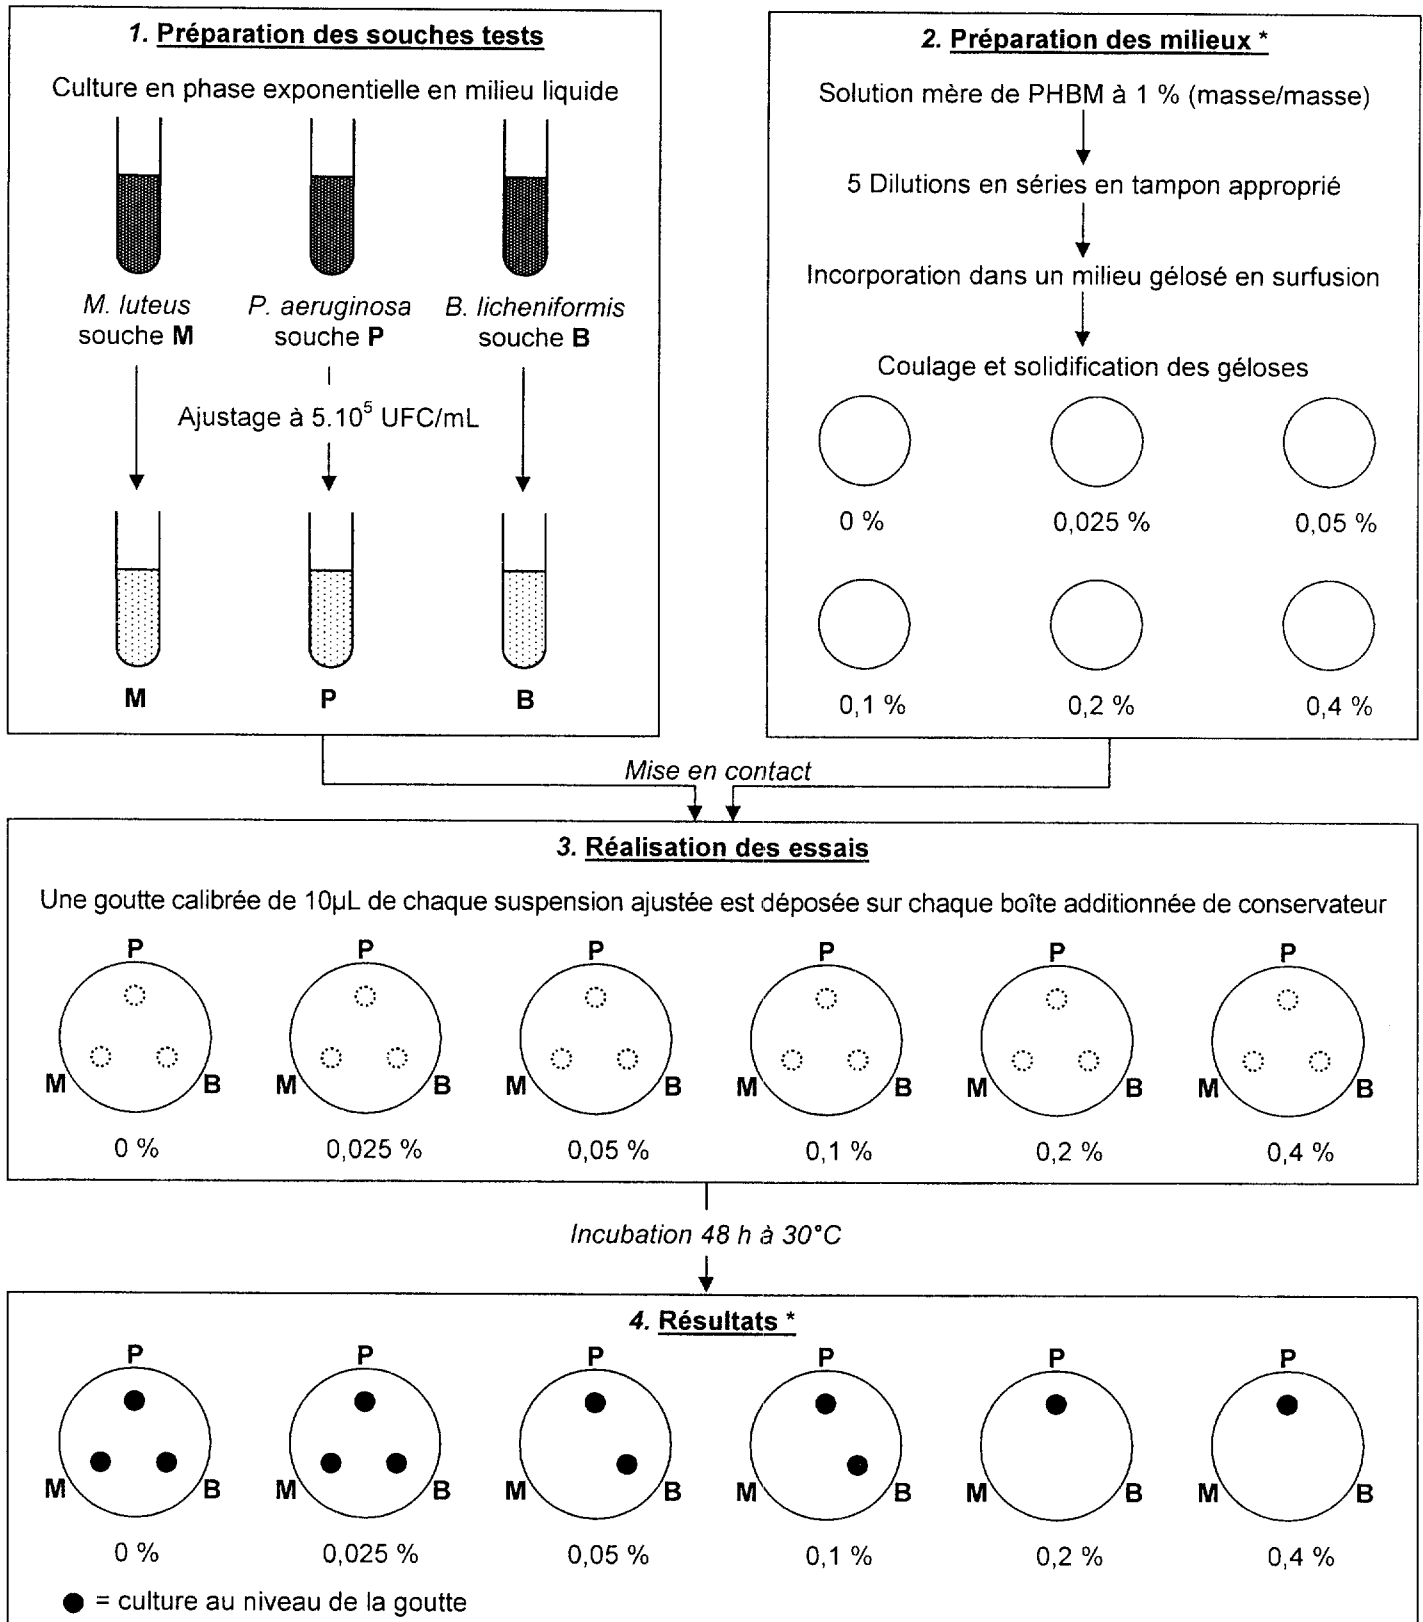 1. Préparation des souches tests
Culture en phase exponentielle en milieu liquide
M. luteus
souche M
P. aeruginosa
souche P
B. licheniformis
souche B
Ajustage à 5.10⁵ UFC/mL
M P B
2. Préparation des milieux *
Solution mère de PHBM à 1 % (masse/masse)
5 Dilutions en séries en tampon approprié
Incorporation dans un milieu gélosé en surfusion
Coulage et solidification des géloses
0 % 0,025 % 0,05 %
0,1 % 0,2 % 0,4 %
Mise en contact
3. Réalisation des essais
Une goutte calibrée de 10µL de chaque suspension ajustée est déposée sur chaque boîte additionnée de conservateur
P P P P P P
M B M B M B M B M B M B
0 % 0,025 % 0,05 % 0,1 % 0,2 % 0,4 %
Incubation 48 h à 30°C
4. Résultats *
P P P P P P
M B M B M B M B M B M B
0 % 0,025 % 0,05 % 0,1 % 0,2 % 0,4 %
= culture au niveau de la goutte